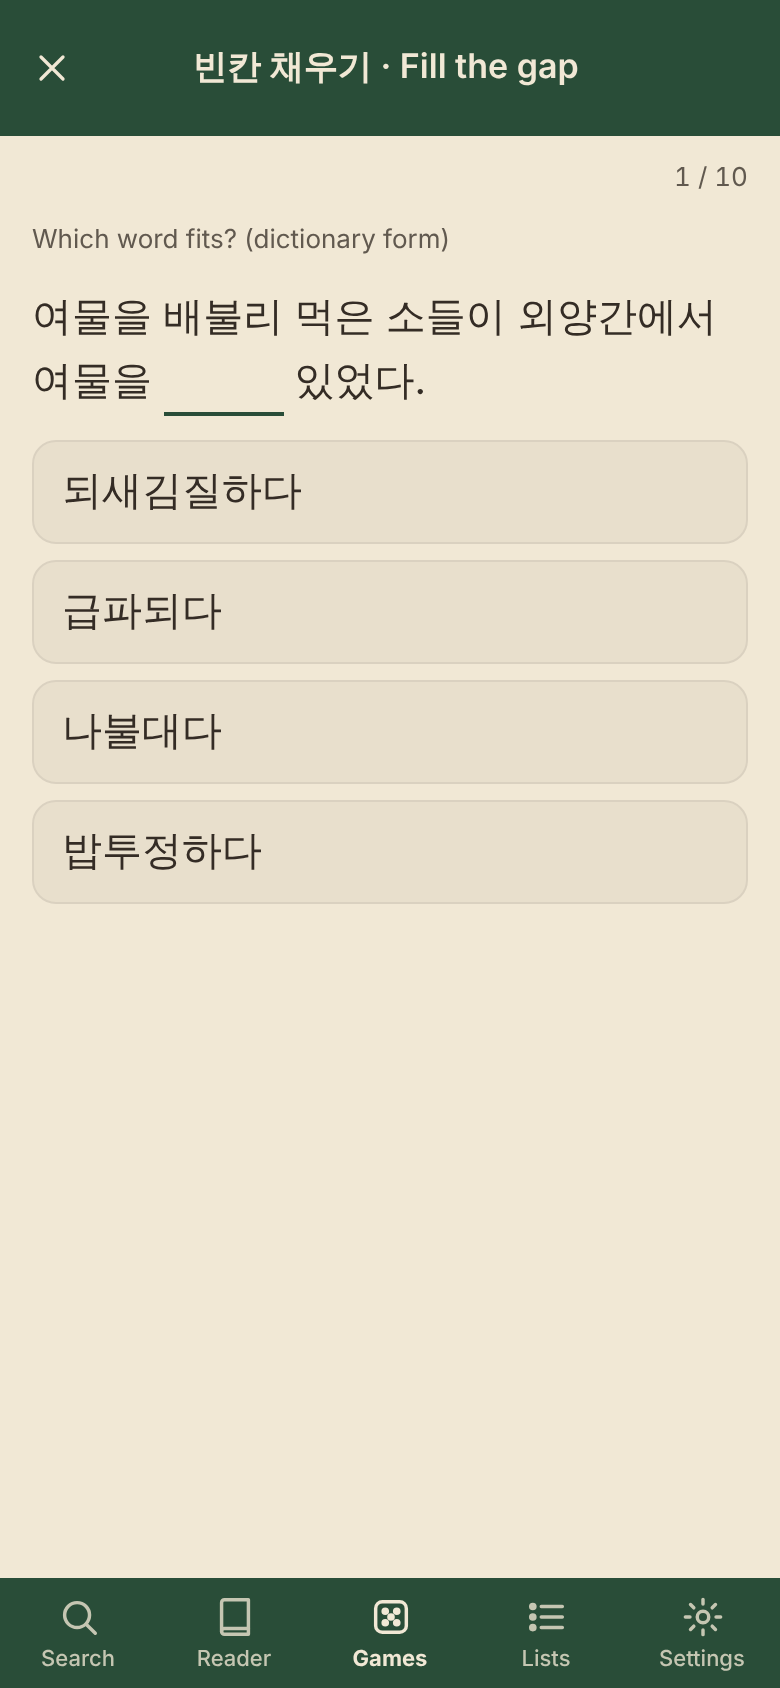 빈칸 채우기 · Fill the gap
1 / 10
Which word fits? (dictionary form)
여물을 배불리 먹은 소들이 외양간에서
여물을 ______ 있었다.
되새김질하다
급파되다
나불대다
밥투정하다
Search Reader Games Lists Settings